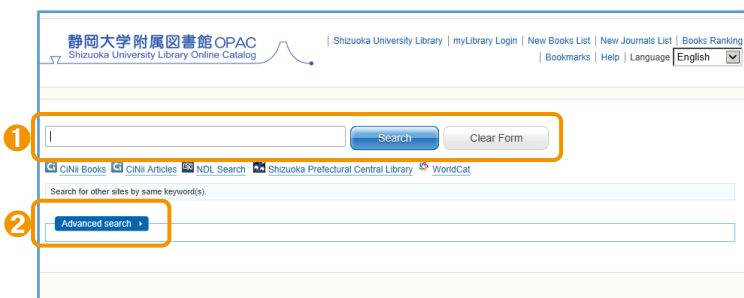 静岡大学附属図書館OPAC
Shizuoka University Library Online Catalog
Shizuoka University Library | myLibrary Login | New Books List | New Journals List | Books Ranking
| Bookmarks | Help | Language English
1
Search Clear Form
CiNii Books CiNii Articles NDL Search Shizuoka Prefectural Central Library WorldCat
Search for other sites by same keyword(s).
2
Advanced search